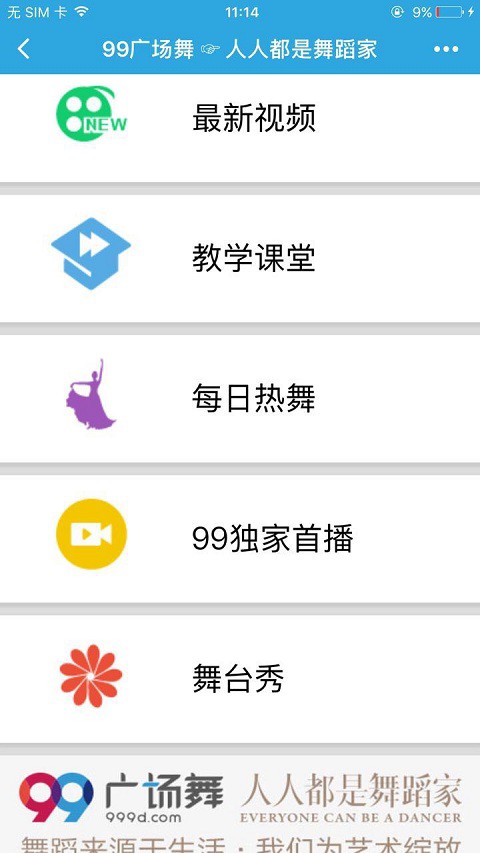 无 SIM 卡 11:14 9%
99广场舞 ☞ 人人都是舞蹈家
NEW
最新视频
教学课堂
每日热舞
99独家首播
舞台秀
99 广场舞 人人都是舞蹈家
999d.com EVERYONE CAN BE A DANCER
舞蹈来源于生活：我们为艺术绽放